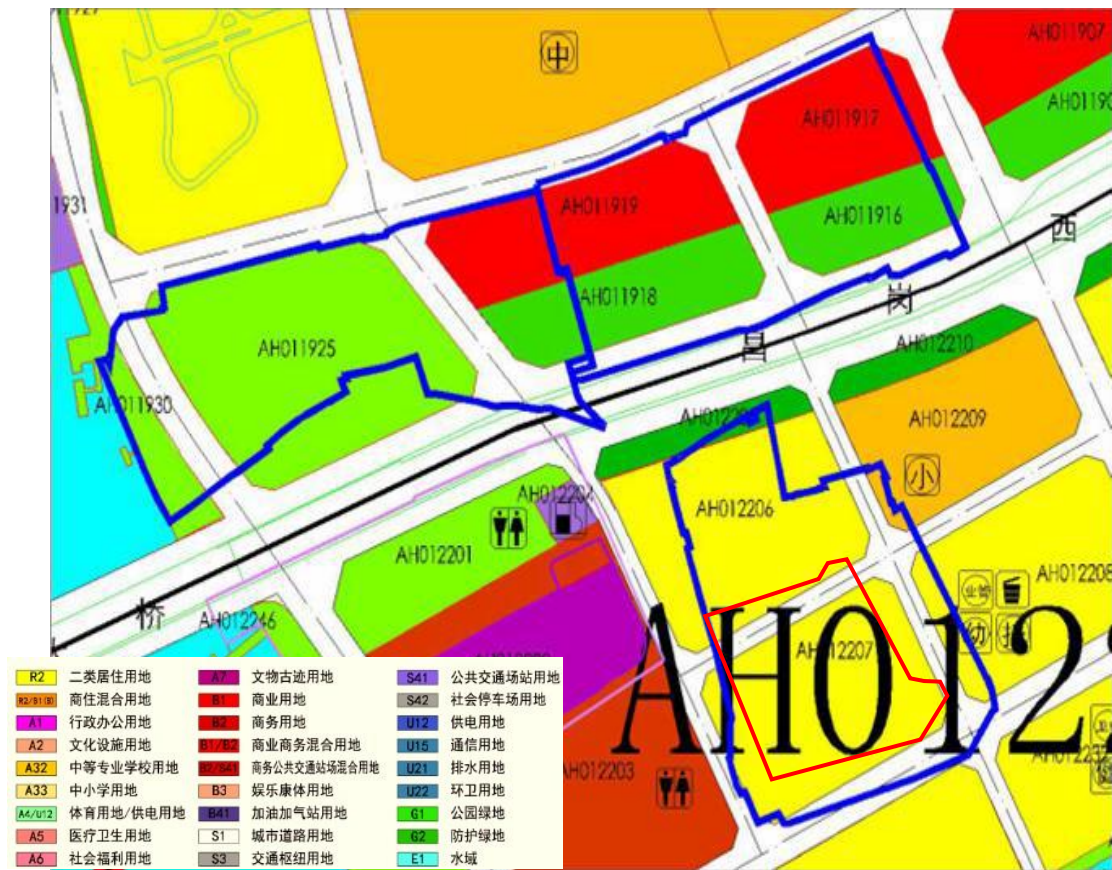 AH011907
中
AH011917
1931
AH011919
AH011916
西
AH011918
岗
AH011925
昌
AH012210
AH011930
AH012209
小
AH012204
AH012206
AH012201
AH012208
业管
桥
AH012246
幼
AH012207
AH012203
R2 二类居住用地
R2/B1(B) 商住混合用地
A1 行政办公用地
A2 文化设施用地
A32 中等专业学校用地
A33 中小学用地
A4/U12 体育用地/供电用地
A5 医疗卫生用地
A6 社会福利用地
A7 文物古迹用地
B1 商业用地
B2 商务用地
B1/B2 商业商务混合用地
B2/S41 商务公共交通站场混合用地
B3 娱乐康体用地
B41 加油加气站用地
S1 城市道路用地
S3 交通枢纽用地
S41 公共交通场站用地
S42 社会停车场用地
U12 供电用地
U15 通信用地
U21 排水用地
U22 环卫用地
G1 公园绿地
G2 防护绿地
E1 水域